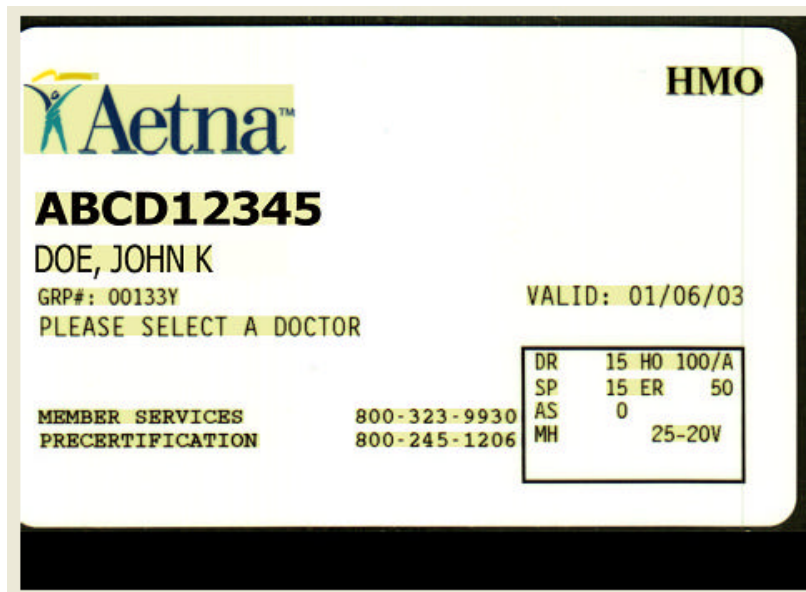 HMO
Aetna™
ABCD12345
DOE, JOHN K
GRP#: 00133Y
VALID: 01/06/03
PLEASE SELECT A DOCTOR
DR 15 HO 100/A
SP 15 ER 50
AS 0
MH 25-20V
MEMBER SERVICES 800-323-9930
PRECERTIFICATION 800-245-1206